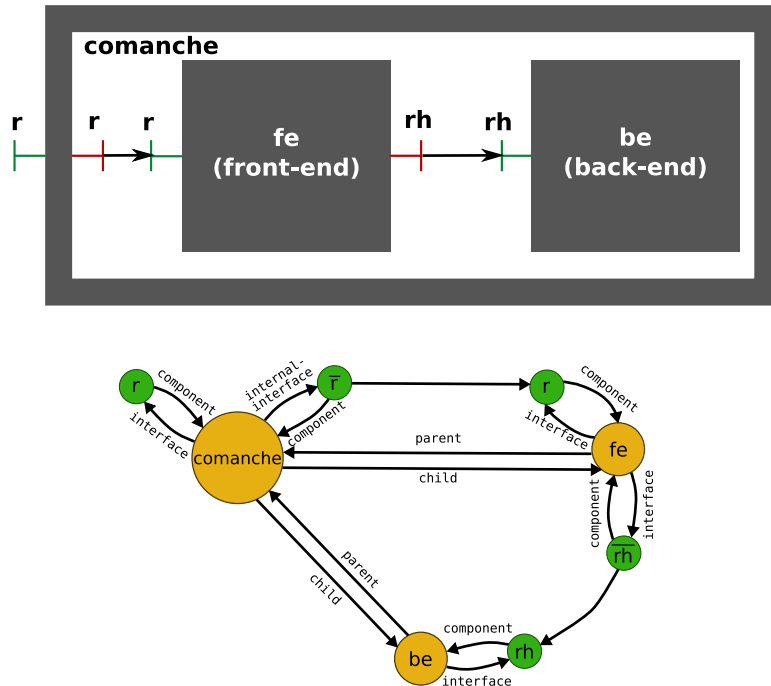 comanche
r
r
r
rh
rh
fe
(front-end)
be
(back-end)
r
component
interface
internal-
interface
r̅
component
comanche
r
component
interface
fe
parent
child
component
interface
r̅h̅
parent
child
be
component
rh
interface